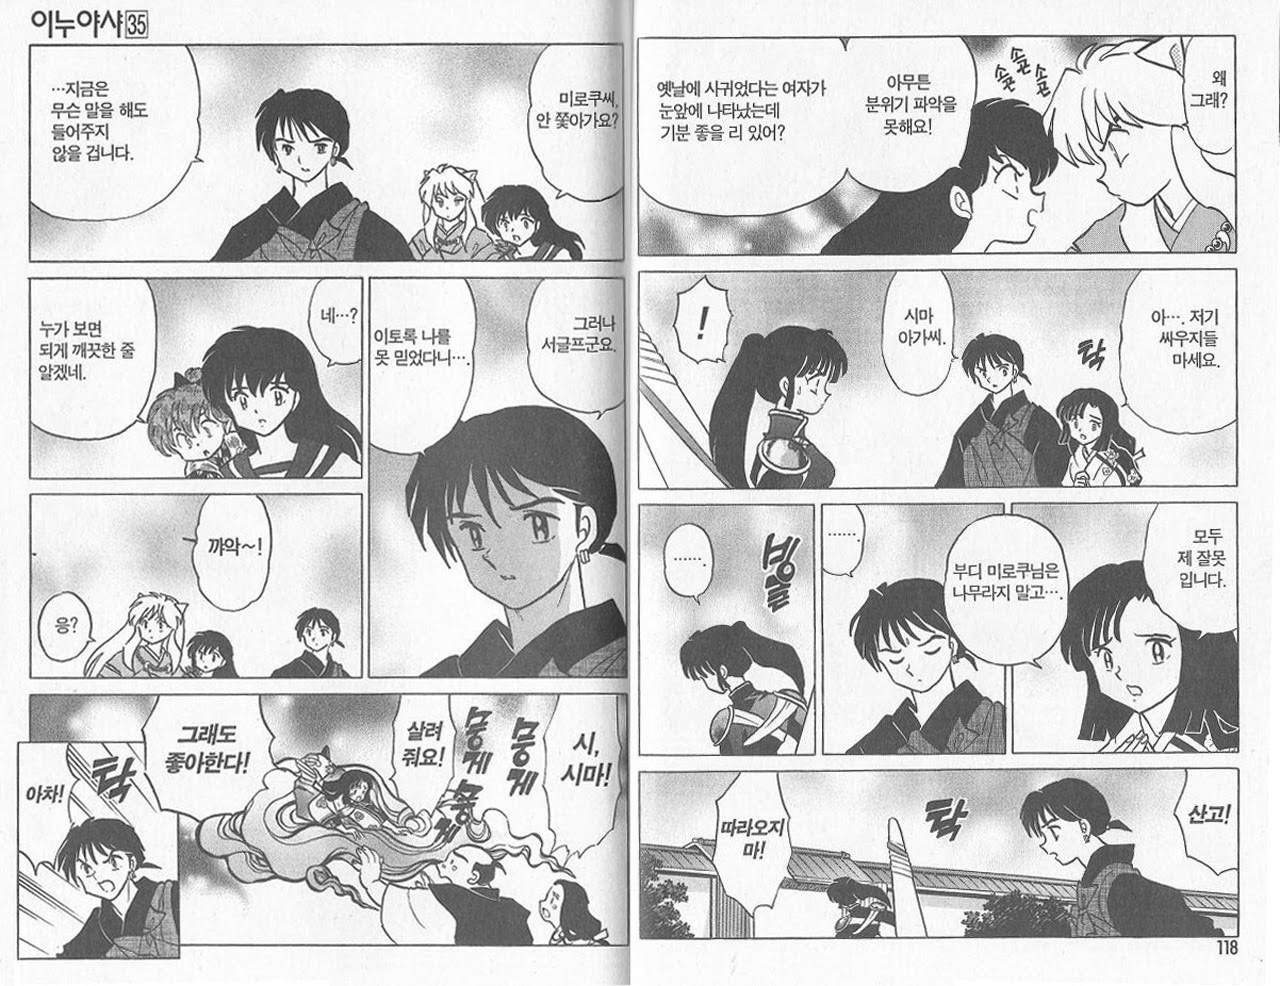 왜
그래?
소곤
소곤
소곤
아무튼
분위기 파악을
못해요!
옛날에 사귀었다는 여자가
눈앞에 나타났는데
기분 좋을 리 있어?
아…. 저기
싸우지들
마세요.
탁
시마
아가씨.
!
모두
제 잘못
입니다.
부디 미로쿠님은
나무라지 말고….
……
빙글
……
산고!
탁
따라오지
마!
118
이누야샤 35
미로쿠씨,
안 쫓아가요?
…지금은
무슨 말을 해도
들어주지
않을 겁니다.
그러나
서글프군요.
이토록 나를
못 믿었다니….
네…?
누가 보면
되게 깨끗한 줄
알겠네.
꺄악~!
응?
시,
시마!
뭉게
뭉게
뭉게
살려
줘요!
그래도
좋아한다!
탁
아차!